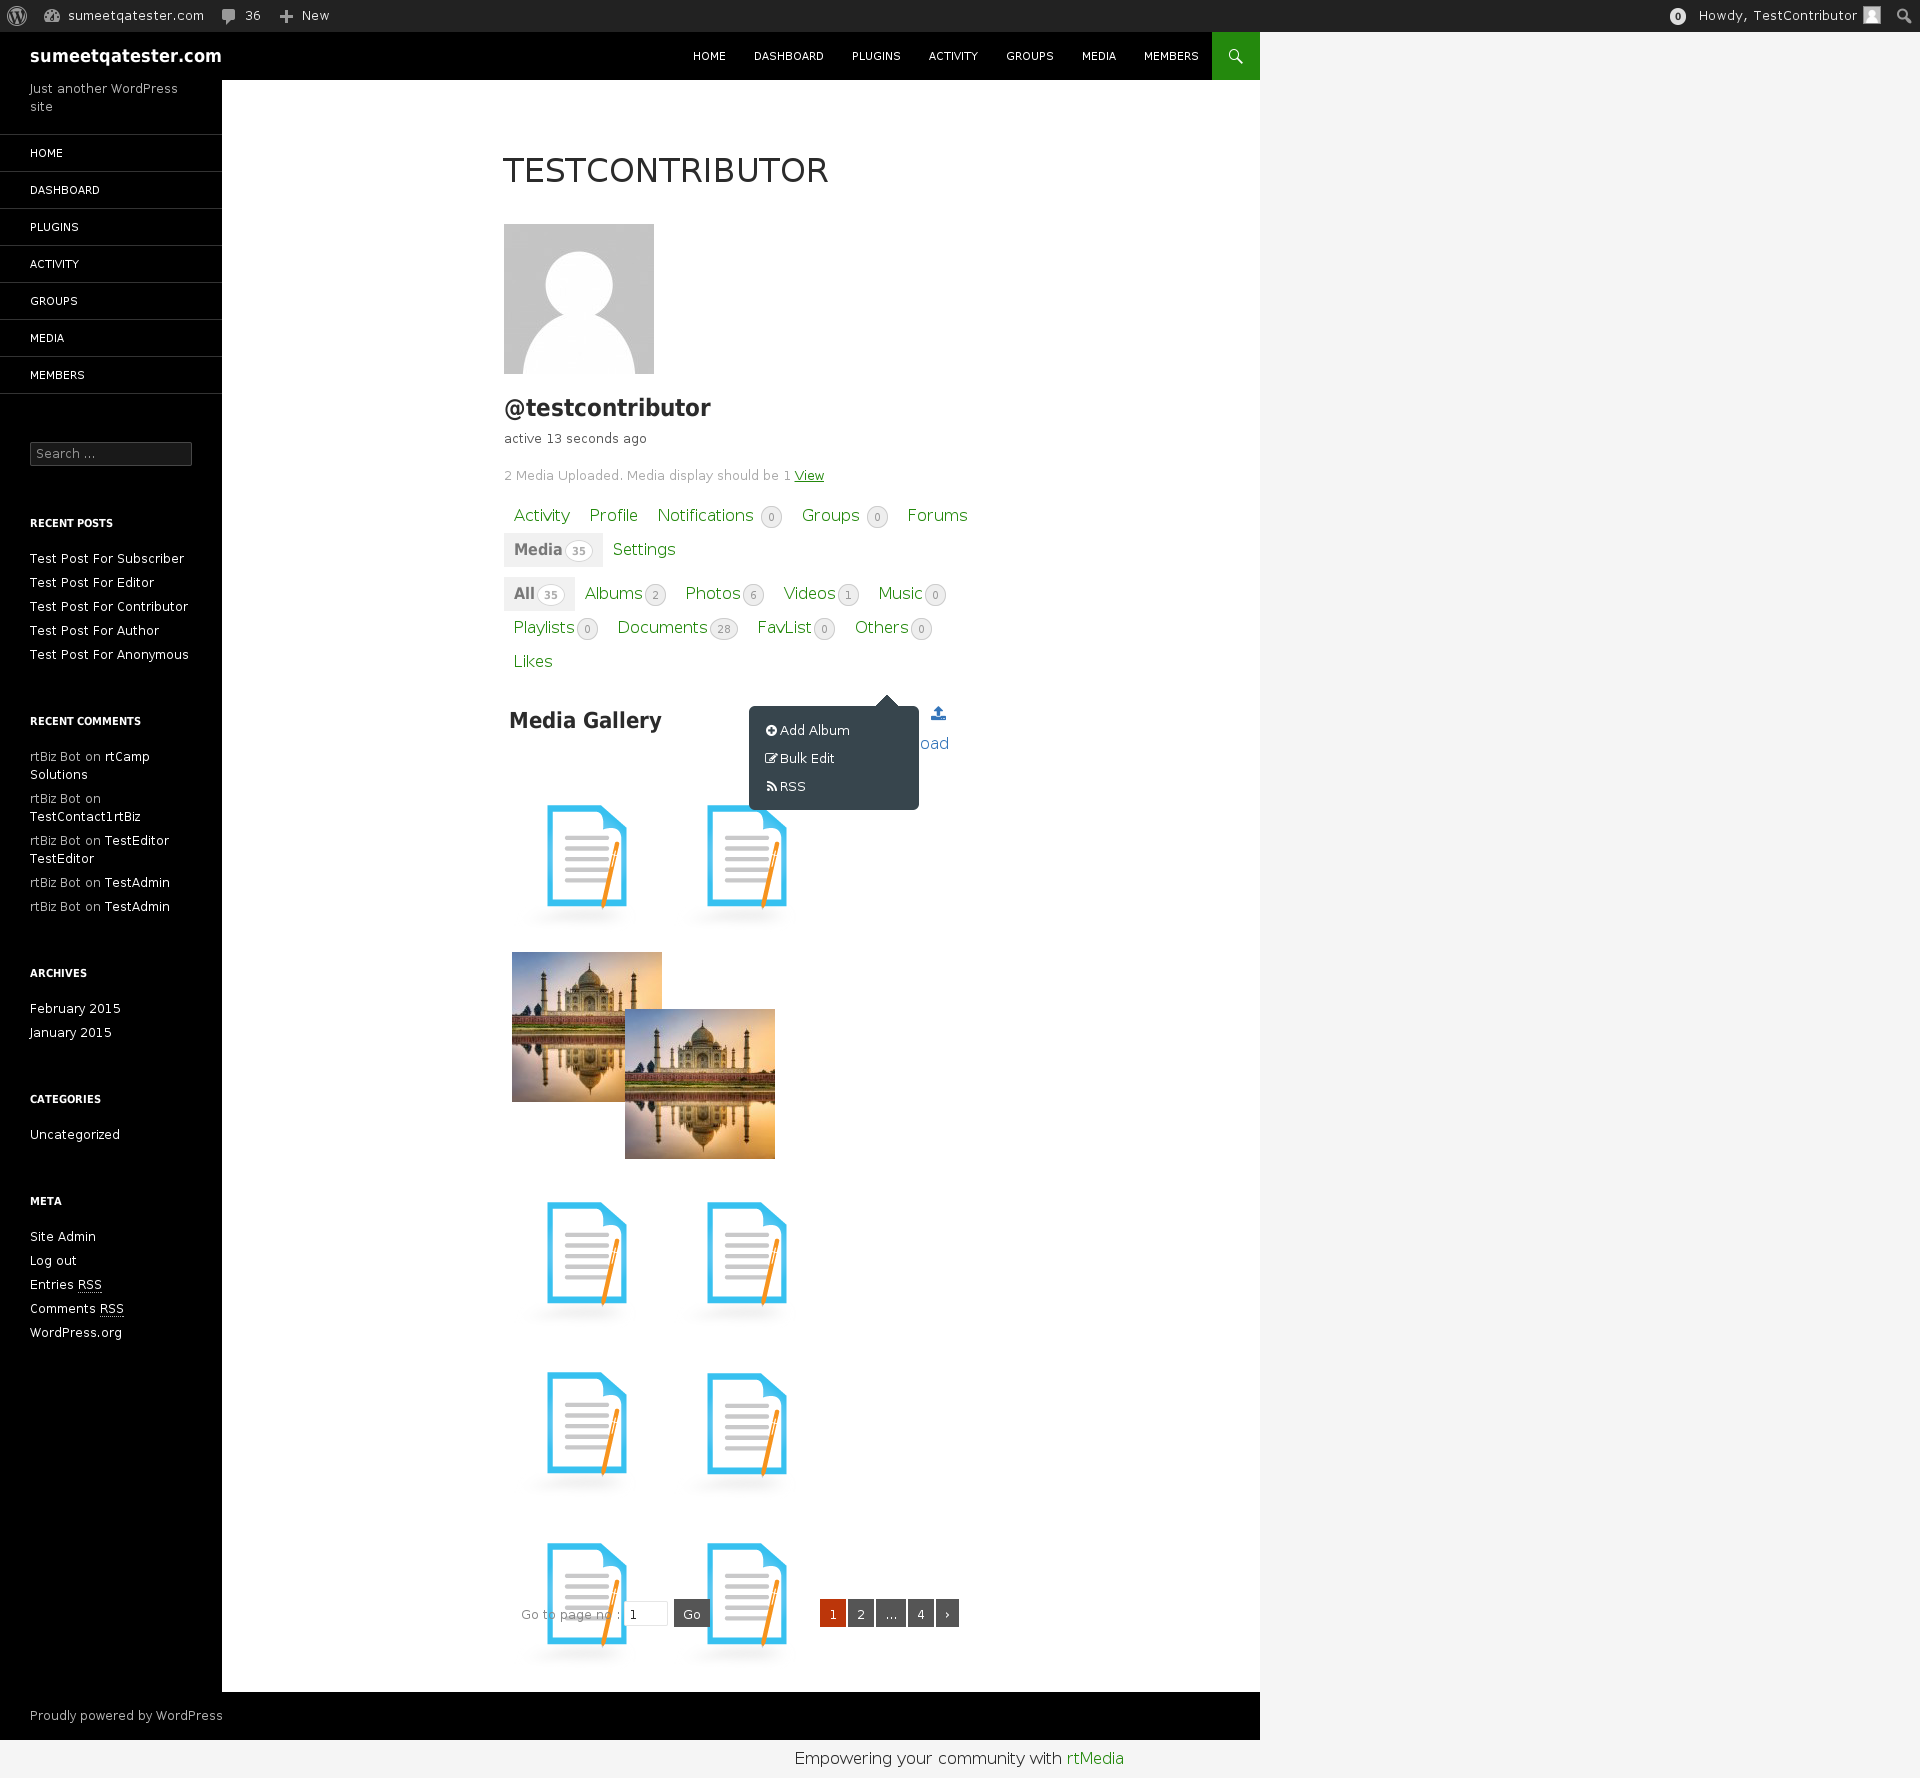 sumeetqatester.com 36 New 0 Howdy, TestContributor
sumeetqatester.com HOME DASHBOARD PLUGINS ACTIVITY GROUPS MEDIA MEMBERS
Just another WordPress
site
HOME
DASHBOARD
PLUGINS
ACTIVITY
GROUPS
MEDIA
MEMBERS
Search ...
RECENT POSTS
Test Post For Subscriber
Test Post For Editor
Test Post For Contributor
Test Post For Author
Test Post For Anonymous
RECENT COMMENTS
rtBiz Bot on rtCamp
Solutions
rtBiz Bot on
TestContact1rtBiz
rtBiz Bot on TestEditor
TestEditor
rtBiz Bot on TestAdmin
rtBiz Bot on TestAdmin
ARCHIVES
February 2015
January 2015
CATEGORIES
Uncategorized
META
Site Admin
Log out
Entries RSS
Comments RSS
WordPress.org
TESTCONTRIBUTOR
@testcontributor
active 13 seconds ago
2 Media Uploaded. Media display should be 1 View
Activity Profile Notifications 0 Groups 0 Forums
Media 35 Settings
All 35 Albums 2 Photos 6 Videos 1 Music 0
Playlists 0 Documents 28 FavList 0 Others 0
Likes
Media Gallery
Add Album
oad
Bulk Edit
RSS
Go to page no : 1 Go 1 2 ... 4 ›
Proudly powered by WordPress
Empowering your community with rtMedia